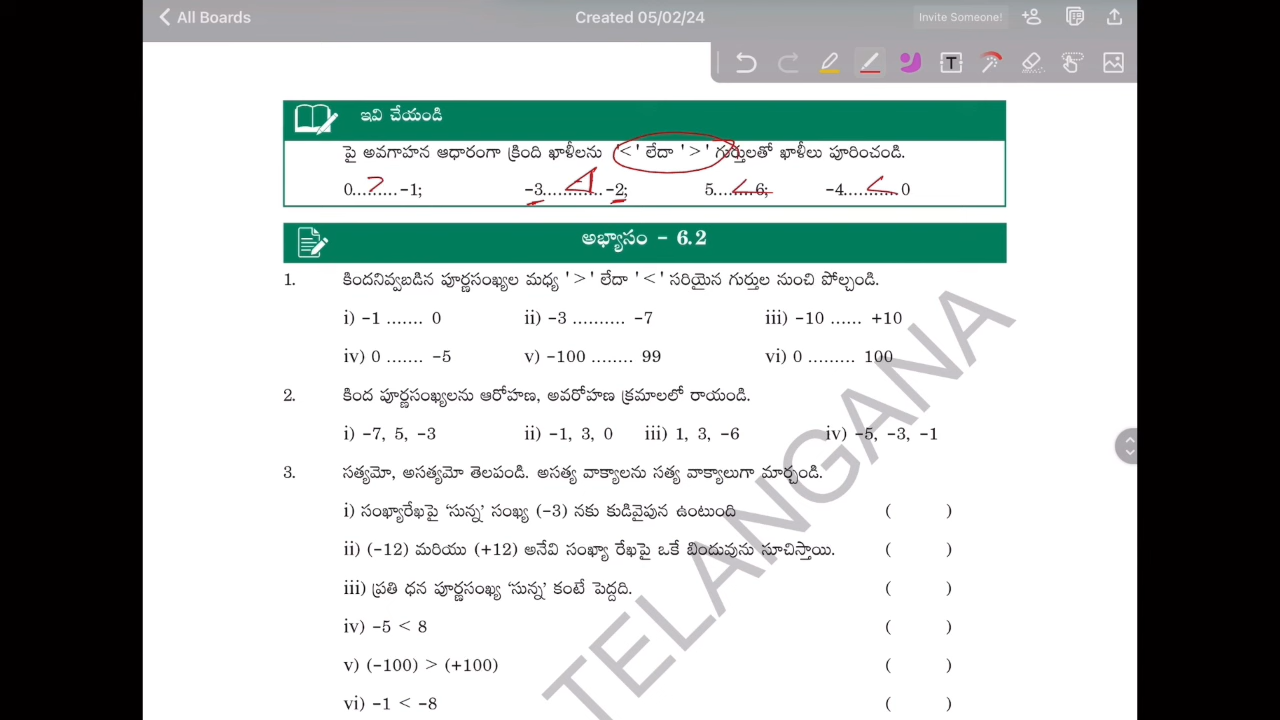 All Boards
Created 05/02/24
Invite Someone!
ఇవి చేయండి
పై అవగాహన ఆధారంగా క్రింది ఖాళీలను '<' లేదా '>' గుర్తులతో ఖాళీలు పూరించండి.
0....>....-1; -3....<....-2; 5....<....6; -4....<....0
అభ్యాసం - 6.2
1. కిందనివ్వబడిన పూర్ణసంఖ్యల మధ్య '>' లేదా '<' సరియైన గుర్తుల నుంచి పోల్చండి.
i) -1 ....... 0 ii) -3 .......... -7 iii) -10 ...... +10
iv) 0 ....... -5 v) -100 ........ 99 vi) 0 ......... 100
2. కింద పూర్ణసంఖ్యలను ఆరోహణ, అవరోహణ క్రమాలలో రాయండి.
i) -7, 5, -3 ii) -1, 3, 0 iii) 1, 3, -6 iv) -5, -3, -1
3. సత్యమో, అసత్యమో తెలపండి. అసత్య వాక్యాలను సత్య వాక్యాలుగా మార్చండి.
i) సంఖ్యారేఖపై 'సున్న' సంఖ్య (-3) నకు కుడివైపున ఉంటుంది ( )
ii) (-12) మరియు (+12) అనేవి సంఖ్యా రేఖపై ఒకే బిందువును సూచిస్తాయి. ( )
iii) ప్రతి ధన పూర్ణసంఖ్య 'సున్న' కంటే పెద్దది. ( )
iv) -5 < 8 ( )
v) (-100) > (+100) ( )
vi) -1 < -8 ( )
TELANGANA